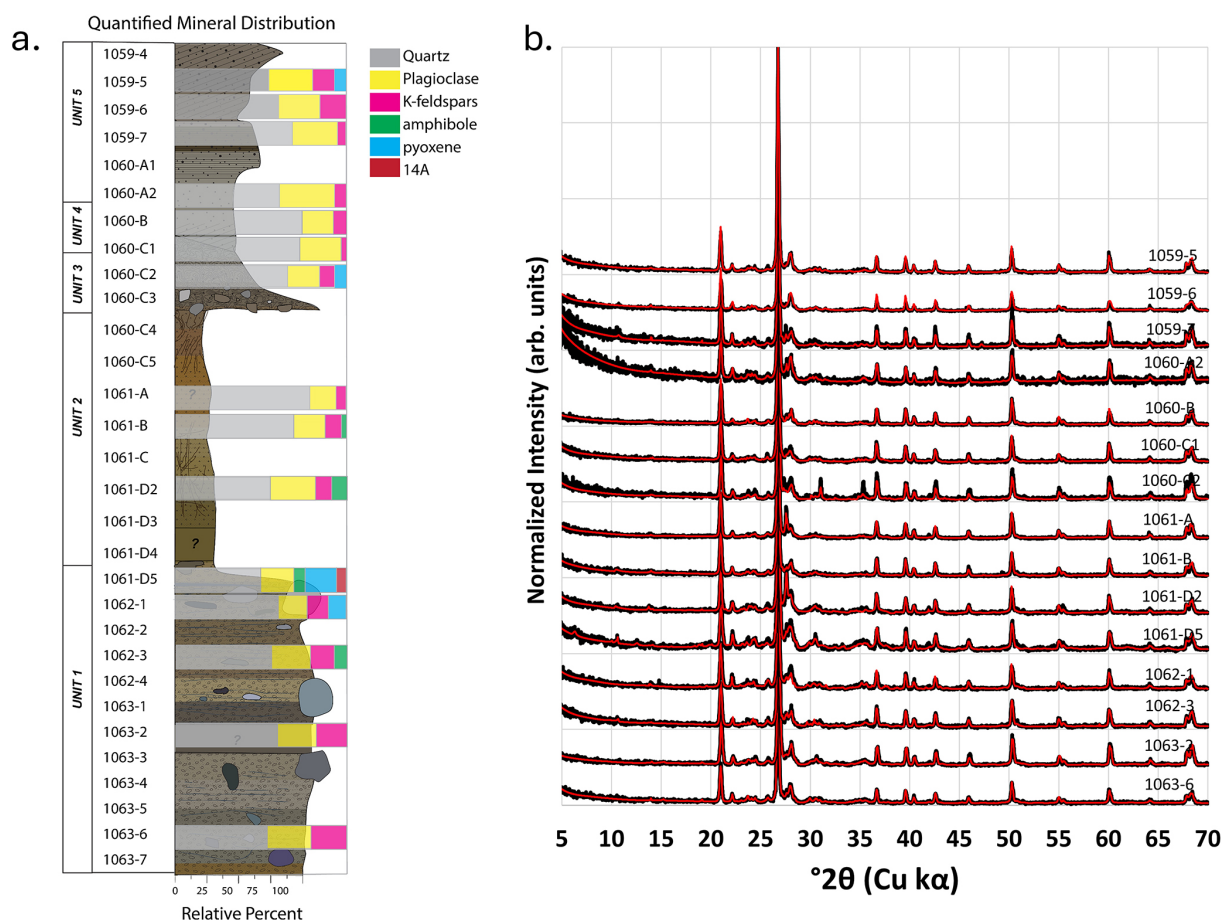 a.
Quantified Mineral Distribution
UNIT 5
UNIT 4
UNIT 3
UNIT 2
UNIT 1
1059-4
1059-5
1059-6
1059-7
1060-A1
1060-A2
1060-B
1060-C1
1060-C2
1060-C3
1060-C4
1060-C5
1061-A
1061-B
1061-C
1061-D2
1061-D3
1061-D4
1061-D5
1062-1
1062-2
1062-3
1062-4
1063-1
1063-2
1063-3
1063-4
1063-5
1063-6
1063-7
?
?
?
0 25 50 75 100
Relative Percent
Quartz
Plagioclase
K-feldspars
amphibole
pyoxene
14A
b.
Normalized Intensity (arb. units)
1059-5
1059-6
1059-7
1060-A2
1060-B
1060-C1
1060-C2
1061-A
1061-B
1061-D2
1061-D5
1062-1
1062-3
1063-2
1063-6
5 10 15 20 25 30 35 40 45 50 55 60 65 70
°2θ (Cu kα)